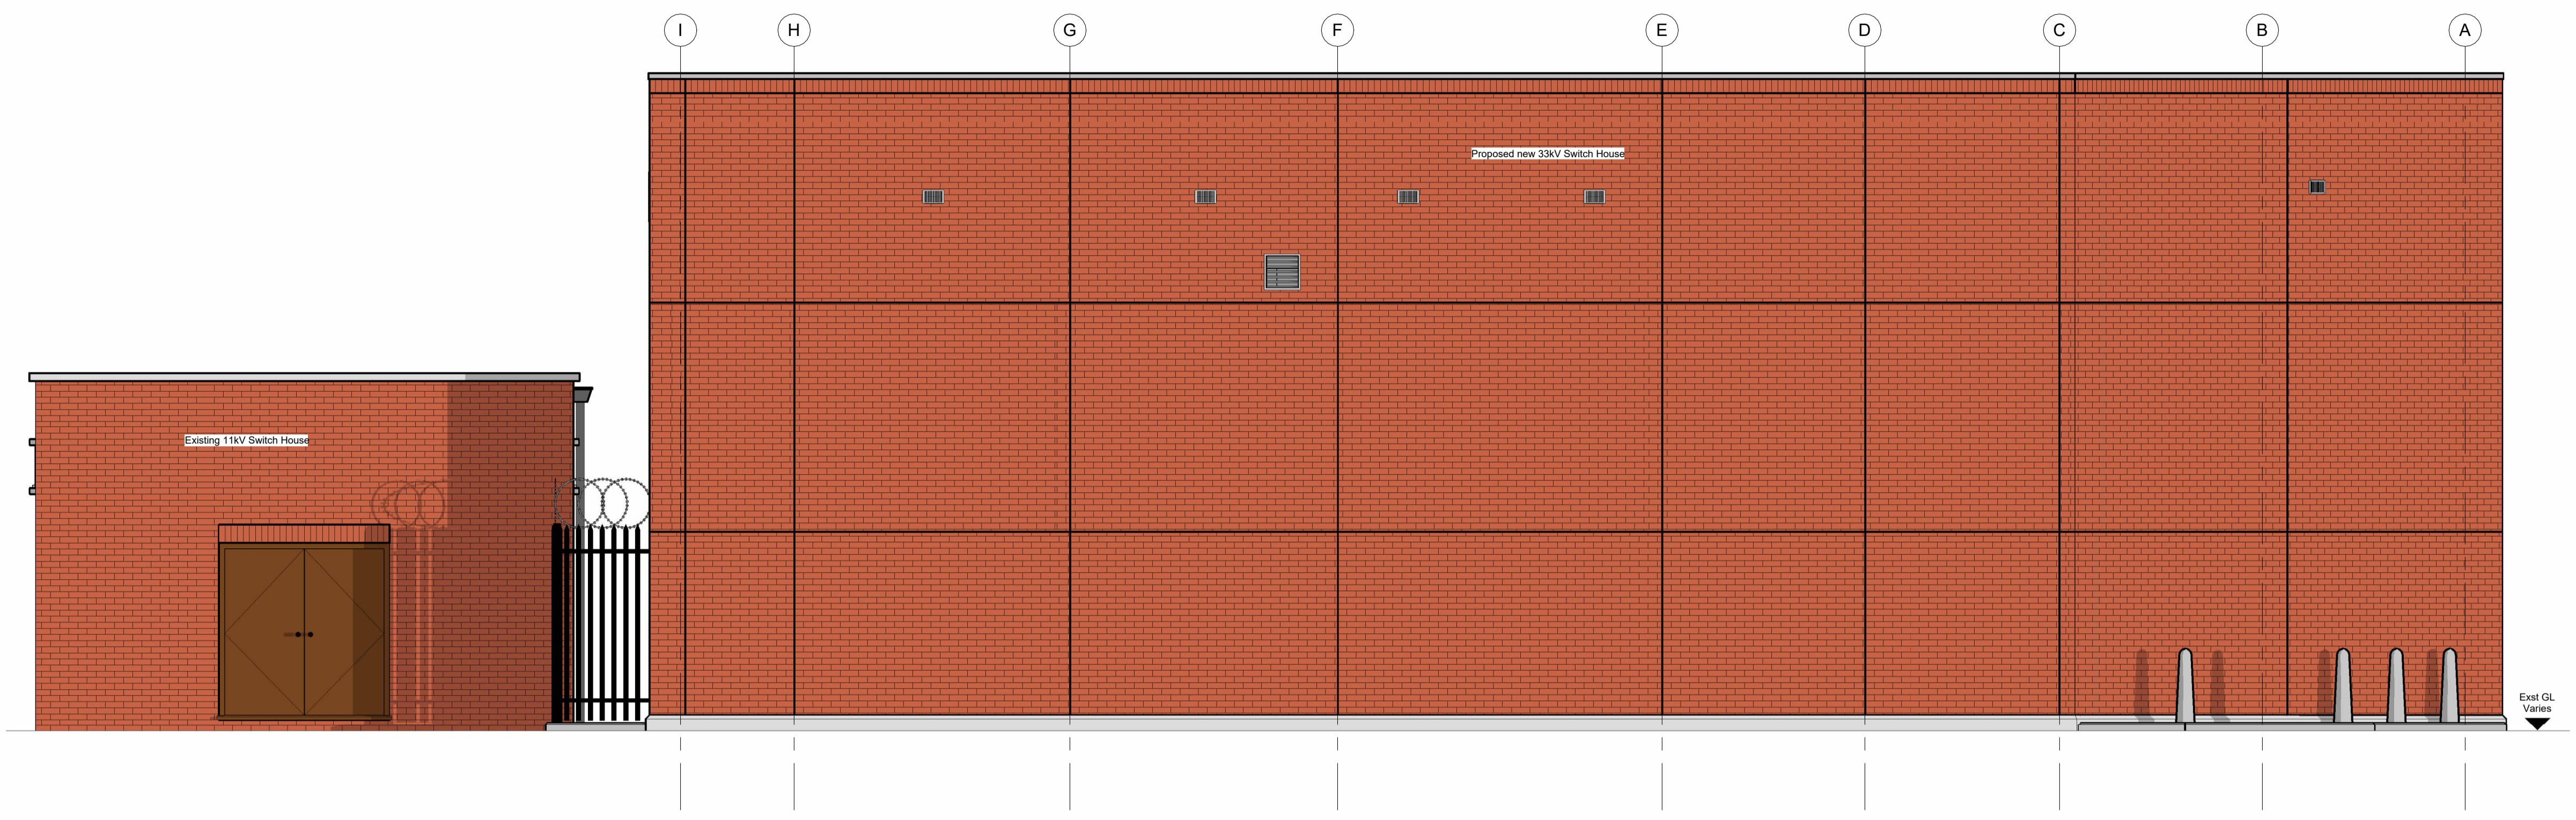 I H G F E D C B A
Proposed new 33kV Switch House
Existing 11kV Switch House
Exst GL
Varies